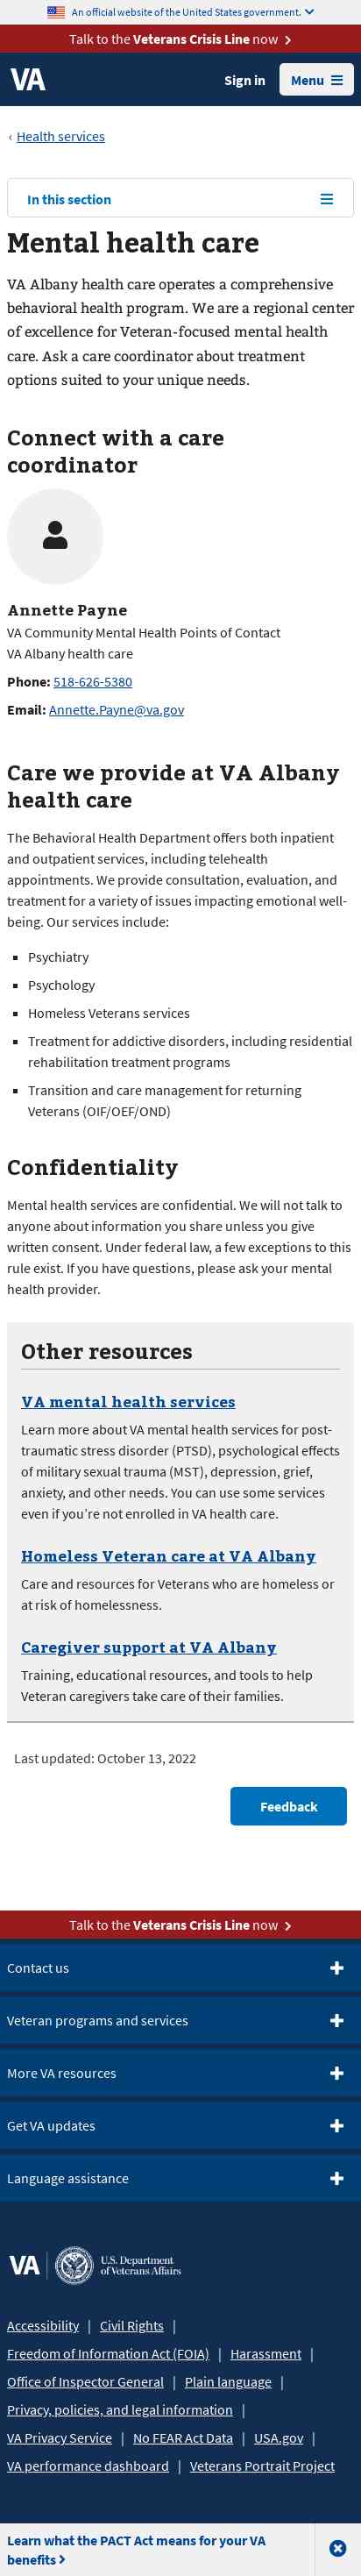 An official website of the United States government.
Talk to the Veterans Crisis Line now
VA
Sign in
Menu
‹ Health services
In this section
Mental health care
VA Albany health care operates a comprehensive
behavioral health program. We are a regional center
of excellence for Veteran-focused mental health
care. Ask a care coordinator about treatment
options suited to your unique needs.
Connect with a care
coordinator
Annette Payne
VA Community Mental Health Points of Contact
VA Albany health care
Phone: 518-626-5380
Email: Annette.Payne@va.gov
Care we provide at VA Albany
health care
The Behavioral Health Department offers both inpatient
and outpatient services, including telehealth
appointments. We provide consultation, evaluation, and
treatment for a variety of issues impacting emotional well-
being. Our services include:
▪ Psychiatry
▪ Psychology
▪ Homeless Veterans services
▪ Treatment for addictive disorders, including residential
rehabilitation treatment programs
▪ Transition and care management for returning
Veterans (OIF/OEF/OND)
Confidentiality
Mental health services are confidential. We will not talk to
anyone about information you share with us unless you give
written consent. Under federal law, a few exceptions to this
rule exist. If you have questions, please ask your mental
health provider.
Other resources
VA mental health services
Learn more about VA mental health services for post-
traumatic stress disorder (PTSD), psychological effects
of military sexual trauma (MST), depression, grief,
anxiety, and other needs. You can use some services
even if you’re not enrolled in VA health care.
Homeless Veteran care at VA Albany
Care and resources for Veterans who are homeless or
at risk of homelessness.
Caregiver support at VA Albany
Training, educational resources, and tools to help
Veteran caregivers take care of their families.
Last updated: October 13, 2022
Feedback
Talk to the Veterans Crisis Line now
Contact us
Veteran programs and services
More VA resources
Get VA updates
Language assistance
VA
U.S. Department
of Veterans Affairs
Accessibility | Civil Rights |
Freedom of Information Act (FOIA) | Harassment |
Office of Inspector General | Plain language |
Privacy, policies, and legal information |
VA Privacy Service | No FEAR Act Data | USA.gov |
VA performance dashboard | Veterans Portrait Project
Learn what the PACT Act means for your VA
benefits